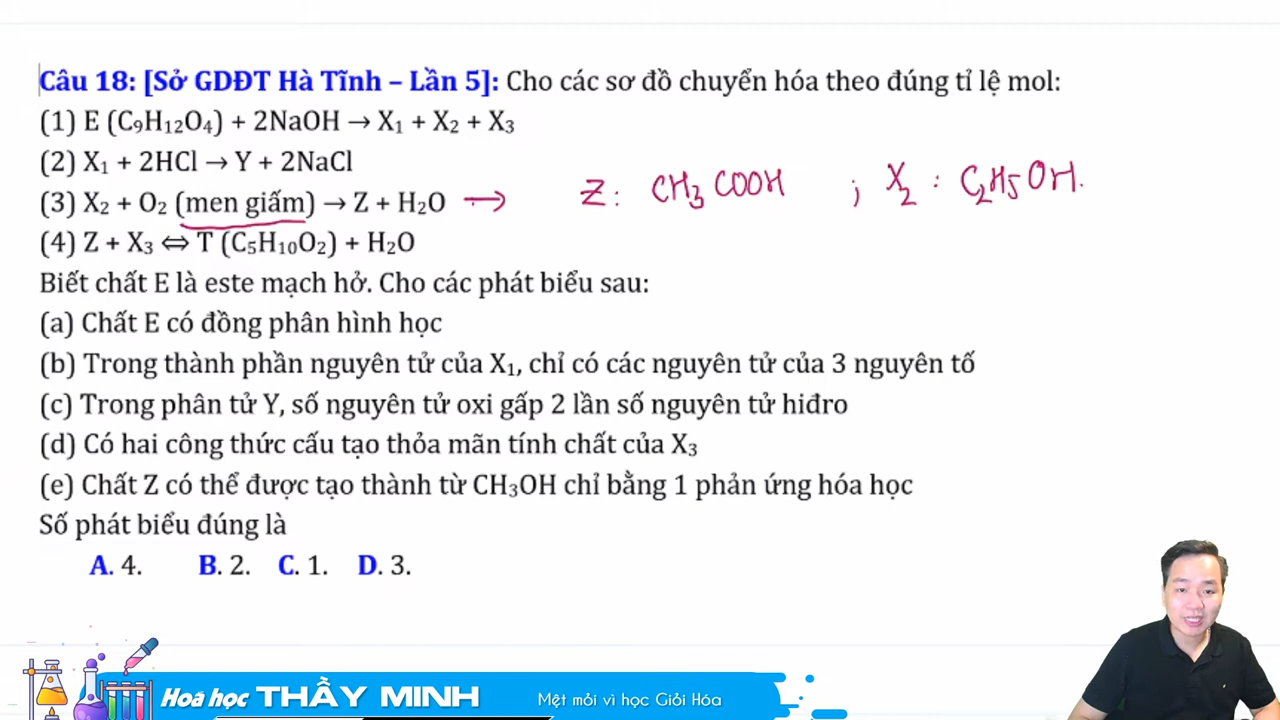 Câu 18: [Sở GDĐT Hà Tĩnh – Lần 5]: Cho các sơ đồ chuyển hóa theo đúng tỉ lệ mol:
(1) E (C₉H₁₂O₄) + 2NaOH → X₁ + X₂ + X₃
(2) X₁ + 2HCl → Y + 2NaCl
(3) X₂ + O₂ (men giấm) → Z + H₂O → Z : CH₃COOH ; X₂ : C₂H₅OH.
(4) Z + X₃ ⇔ T (C₅H₁₀O₂) + H₂O
Biết chất E là este mạch hở. Cho các phát biểu sau:
(a) Chất E có đồng phân hình học
(b) Trong thành phần nguyên tử của X₁, chỉ có các nguyên tử của 3 nguyên tố
(c) Trong phân tử Y, số nguyên tử oxi gấp 2 lần số nguyên tử hiđro
(d) Có hai công thức cấu tạo thỏa mãn tính chất của X₃
(e) Chất Z có thể được tạo thành từ CH₃OH chỉ bằng 1 phản ứng hóa học
Số phát biểu đúng là
A. 4. B. 2. C. 1. D. 3.
Hoá học THẦY MINH Mệt mỏi vì học Giỏi Hóa